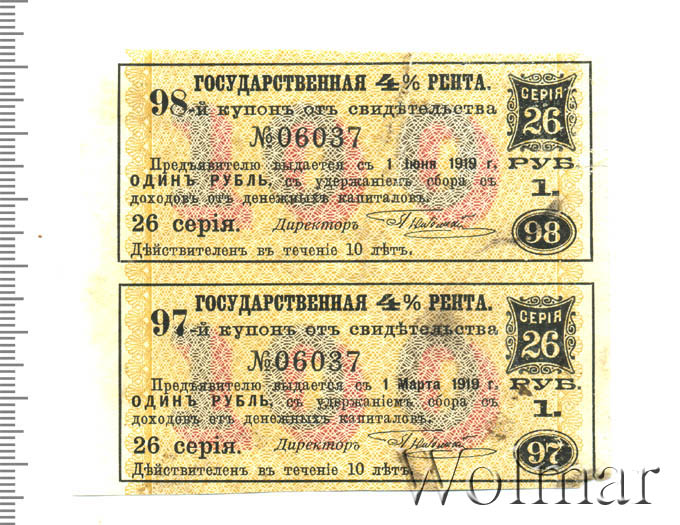 ГОСУДАРСТВЕННАЯ 4% РЕНТА.
98-й купонъ отъ свидѣтельства
№06037
Предъявителю выдается съ 1 Іюня 1919 г.
ОДИНЪ РУБЛЬ, съ удержаніемъ сбора съ
доходовъ отъ денежныхъ капиталовъ.
26 серія. Директоръ
Дѣйствителенъ въ теченіе 10 лѣтъ.
СЕРІЯ
26
РУБ.
1.
98
ГОСУДАРСТВЕННАЯ 4% РЕНТА.
97-й купонъ отъ свидѣтельства
№06037
Предъявителю выдается съ 1 Марта 1919 г.
ОДИНЪ РУБЛЬ, съ удержаніемъ сбора съ
доходовъ отъ денежныхъ капиталовъ.
26 серія. Директоръ
Дѣйствителенъ въ теченіе 10 лѣтъ.
СЕРІЯ
26
РУБ.
1.
97
Wolmar